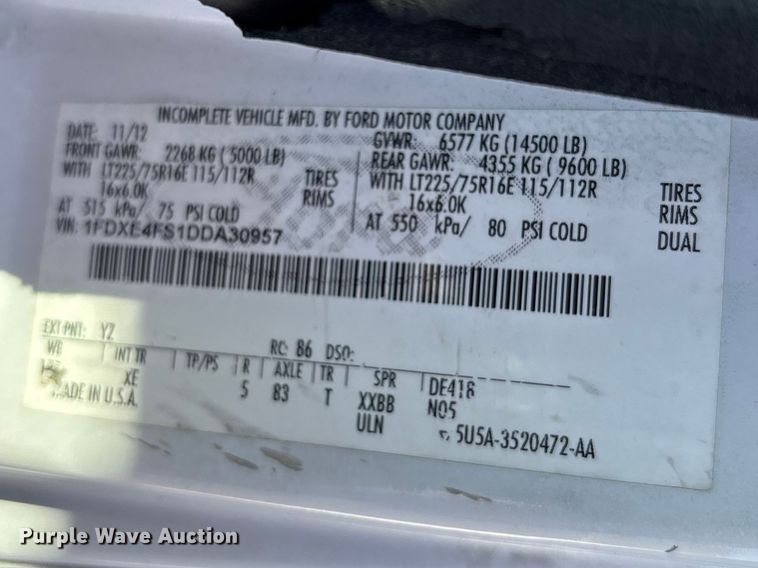 INCOMPLETE VEHICLE MFD. BY FORD MOTOR COMPANY
DATE: 11/12 GVWR: 6577 KG (14500 LB)
FRONT GAWR: 2268 KG ( 5000 LB) REAR GAWR: 4355 KG ( 9600 LB)
WITH LT225/75R16E 115/112R TIRES WITH LT225/75R16E 115/112R TIRES
16x6.0K RIMS 16x6.0K RIMS
AT 515 kPa/ 75 PSI COLD AT 550 kPa/ 80 PSI COLD DUAL
VIN: 1FDXE4FS1DDA30957
EXT PNT: YZ RC: 86 DSO:
WB INT TR TP/PS R AXLE TR SPR DE418
XE 5 83 T XXBB N05
MADE IN U.S.A. ULN 5U5A-3520472-AA
Purple Wave Auction